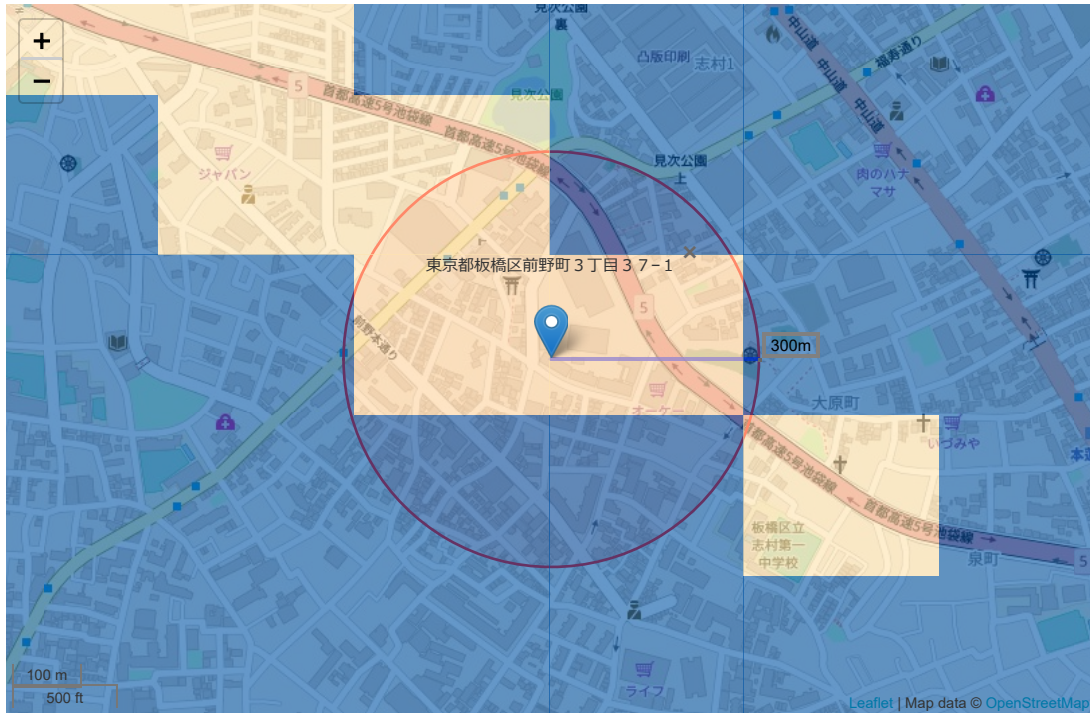 +
−
見次公園
裏
凸版印刷
志村1
中山道
福寿通り
中山道
中山道
5
首都高速5号池袋線
見次公園
首都高速5号池袋線
見次公園
上
ジャパン
肉のハナ
マサ
東京都板橋区前野町３丁目３７−１
5
前野本通り
300m
オーケー
大原町
いづみや
首都高速5号池袋線
首都高速5号池袋線
板橋区立
志村第一
中学校
泉町
5
ライフ
100 m
500 ft
Leaflet | Map data © OpenStreetMap